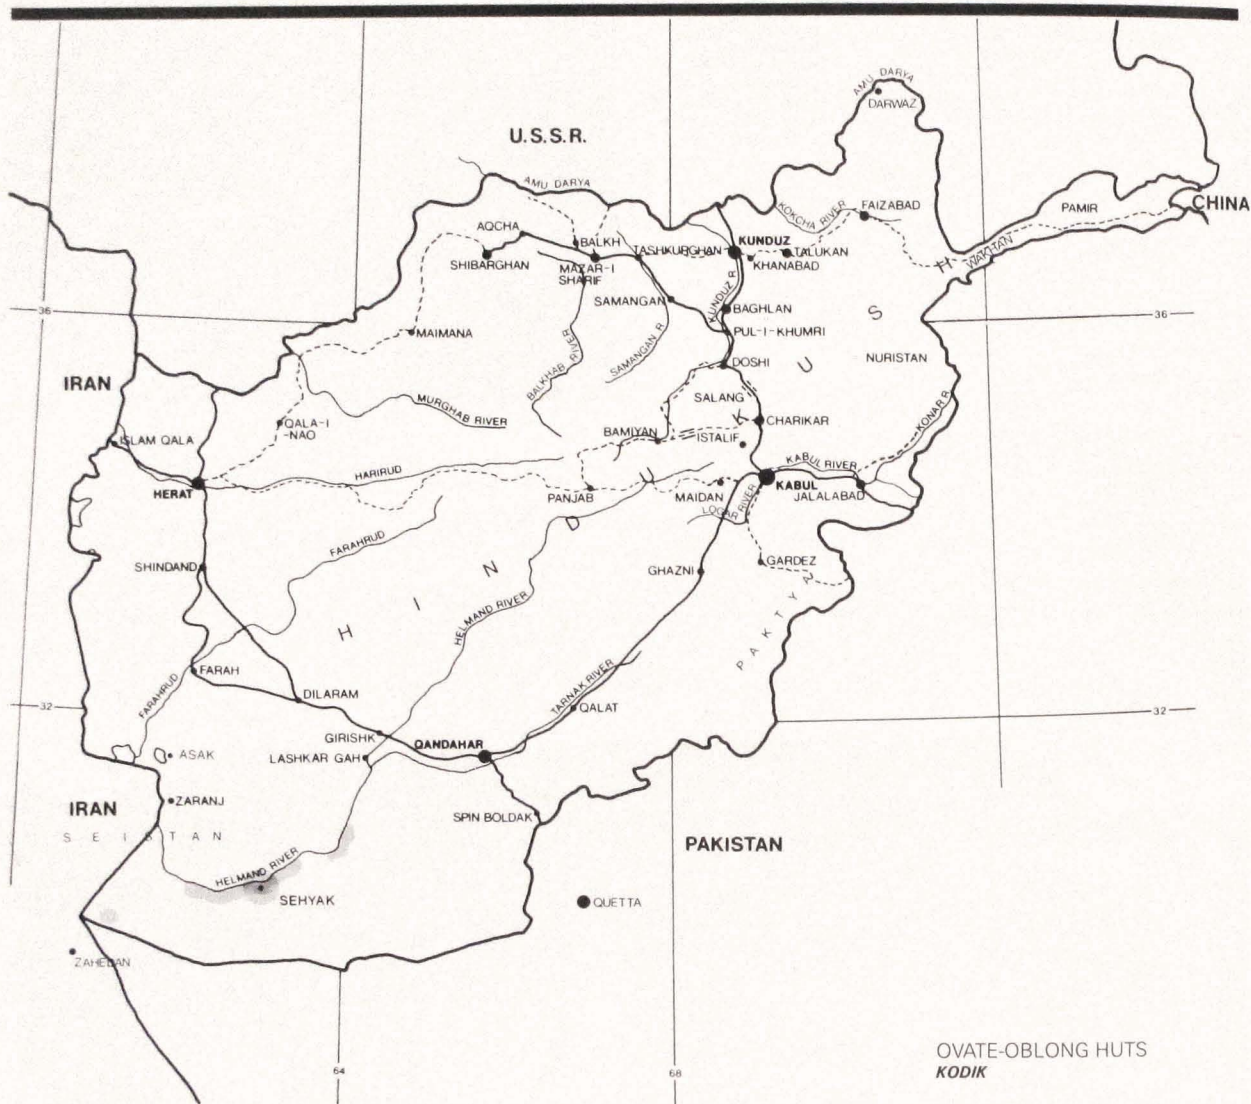 AMU DARYA
DARWAZ
U.S.S.R.
AMU DARYA
KOKCHA RIVER
FAIZABAD
PAMIR
CHINA
AQCHA
BALKH
TASHKURGHAN
KUNDUZ
TALUKAN
KHANABAD
H
WAKHAN
SHIBARGHAN
MAZAR-I
SHARIF
SAMANGAN
KUNDUZ R
BAGHLAN
S
36
36
MAIMANA
PUL-I-KHUMRI
BALKHAB RIVER
SAMANGAN R.
DOSHI
U
NURISTAN
IRAN
SALANG
MURGHAB RIVER
K
CHARIKAR
KONAR R.
QALA-I
-NAO
BAMIYAN
ISTALIF
ISLAM QALA
KABUL RIVER
HARIRUD
HERAT
PANJAB
U
MAIDAN
KABUL
JALALABAD
LOGAR RIVER
D
FARAHRUD
SHINDAND
N
GHAZNI
GARDEZ
I
HELMAND RIVER
H
PAKTYA
FARAH
TARNAK RIVER
FARAHRUD
DILARAM
QALAT
32
32
GIRISHK
QANDAHAR
ASAK
LASHKAR GAH
IRAN
ZARANJ
SEISTAN
SPIN BOLDAK
PAKISTAN
HELMAND RIVER
SEHYAK
QUETTA
ZAHEDAN
64
68
OVATE-OBLONG HUTS
KODIK